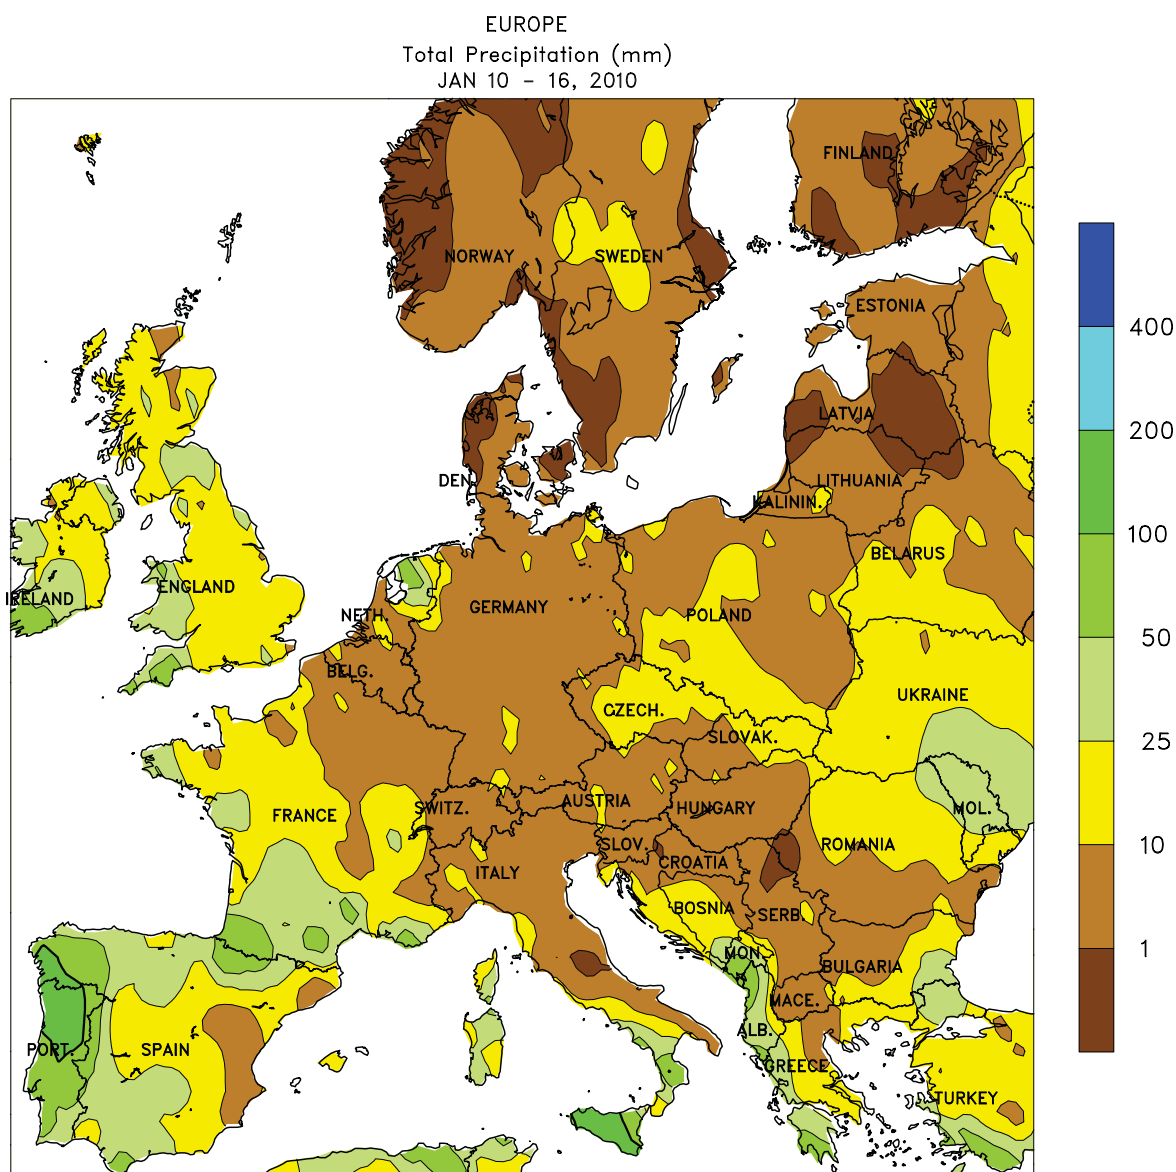 EUROPE
Total Precipitation (mm)
JAN 10 - 16, 2010
FINLAND
NORWAY
SWEDEN
ESTONIA
400
LATVIA
200
DEN.
LITHUANIA
KALININ.
100
BELARUS
ENGLAND
IRELAND
GERMANY
NETH.
POLAND
50
BELG.
UKRAINE
CZECH.
SLOVAK.
25
FRANCE
SWITZ.
AUSTRIA
HUNGARY
MOL.
10
SLOV.
ROMANIA
ITALY
CROATIA
BOSNIA
SERB.
1
MON.
BULGARIA
MACE.
ALB.
PORT.
SPAIN
GREECE
TURKEY